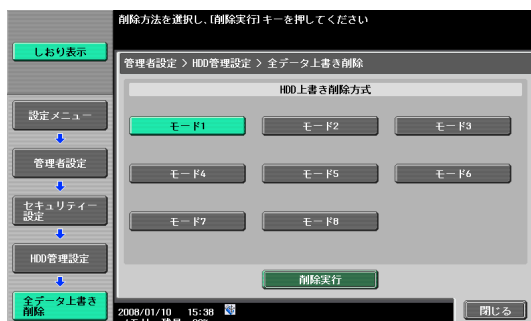 削除方法を選択し、[削除実行]キーを押してください
しおり表示
管理者設定 > HDD管理設定 > 全データ上書き削除
HDD上書き削除方式
設定メニュー
管理者設定
セキュリティー
設定
HDD管理設定
全データ上書き
削除
モード1 モード2 モード3
モード4 モード5 モード6
モード7 モード8
削除実行
2008/01/10 15:38
閉じる